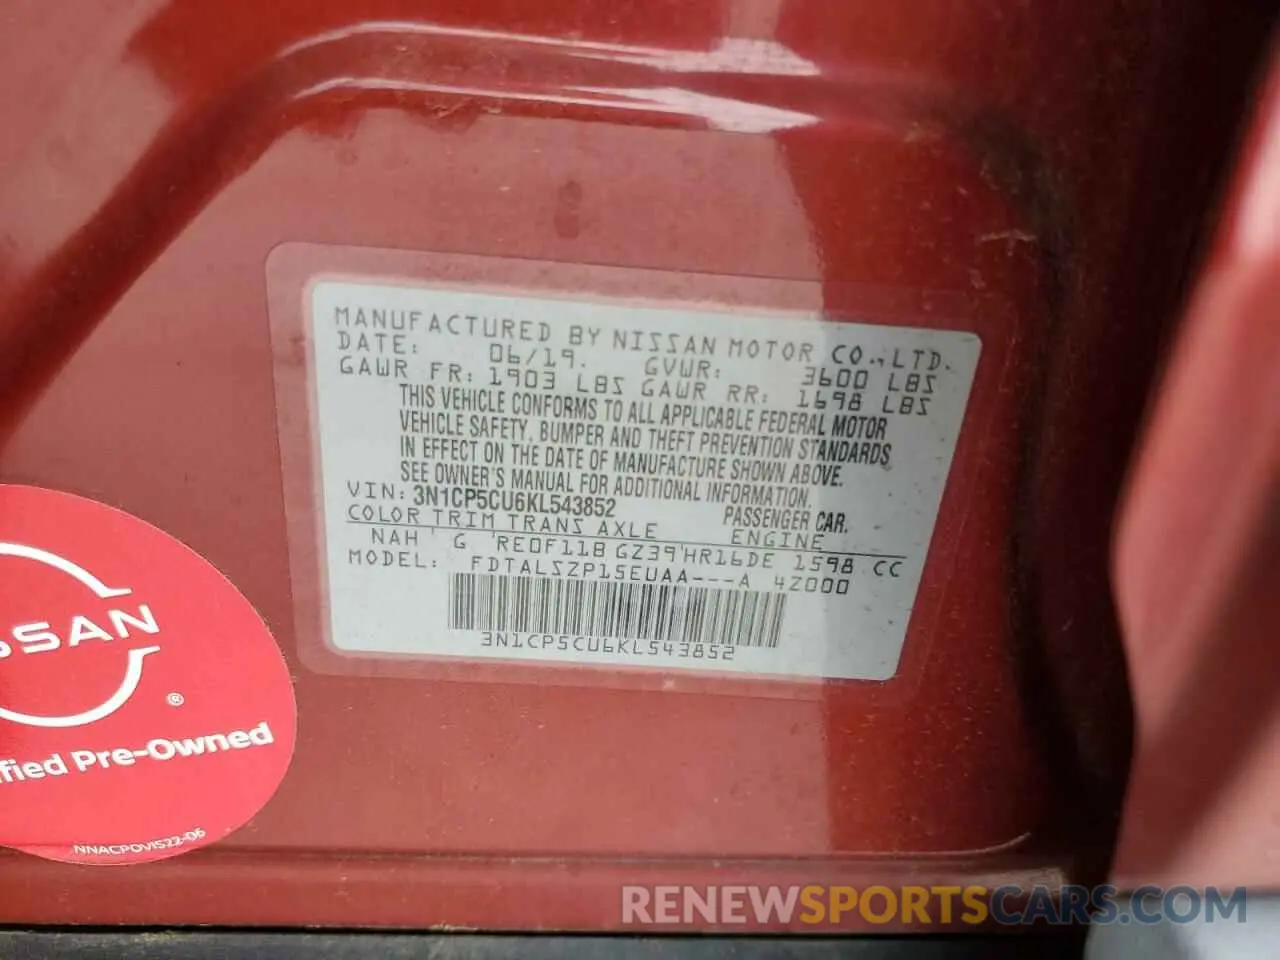 MANUFACTURED BY NISSAN MOTOR CO.,LTD.
DATE: 06/19. GVWR: 3600 LBS
GAWR FR: 1903 LBS GAWR RR: 1698 LBS
THIS VEHICLE CONFORMS TO ALL APPLICABLE FEDERAL MOTOR
VEHICLE SAFETY, BUMPER AND THEFT PREVENTION STANDARDS
IN EFFECT ON THE DATE OF MANUFACTURE SHOWN ABOVE.
SEE OWNER'S MANUAL FOR ADDITIONAL INFORMATION.
VIN: 3N1CP5CU6KL543852 PASSENGER CAR.
COLOR TRIM TRANS AXLE ENGINE
NAH G RE0F11B GZ39 HR16DE 1598 CC
MODEL: FDTALSZP15EUAA---A 4Z000
3N1CP5CU6KL543852
SSAN
®
fied Pre-Owned
NNACPOVIS22-06
RENEWSPORTSCARS.COM